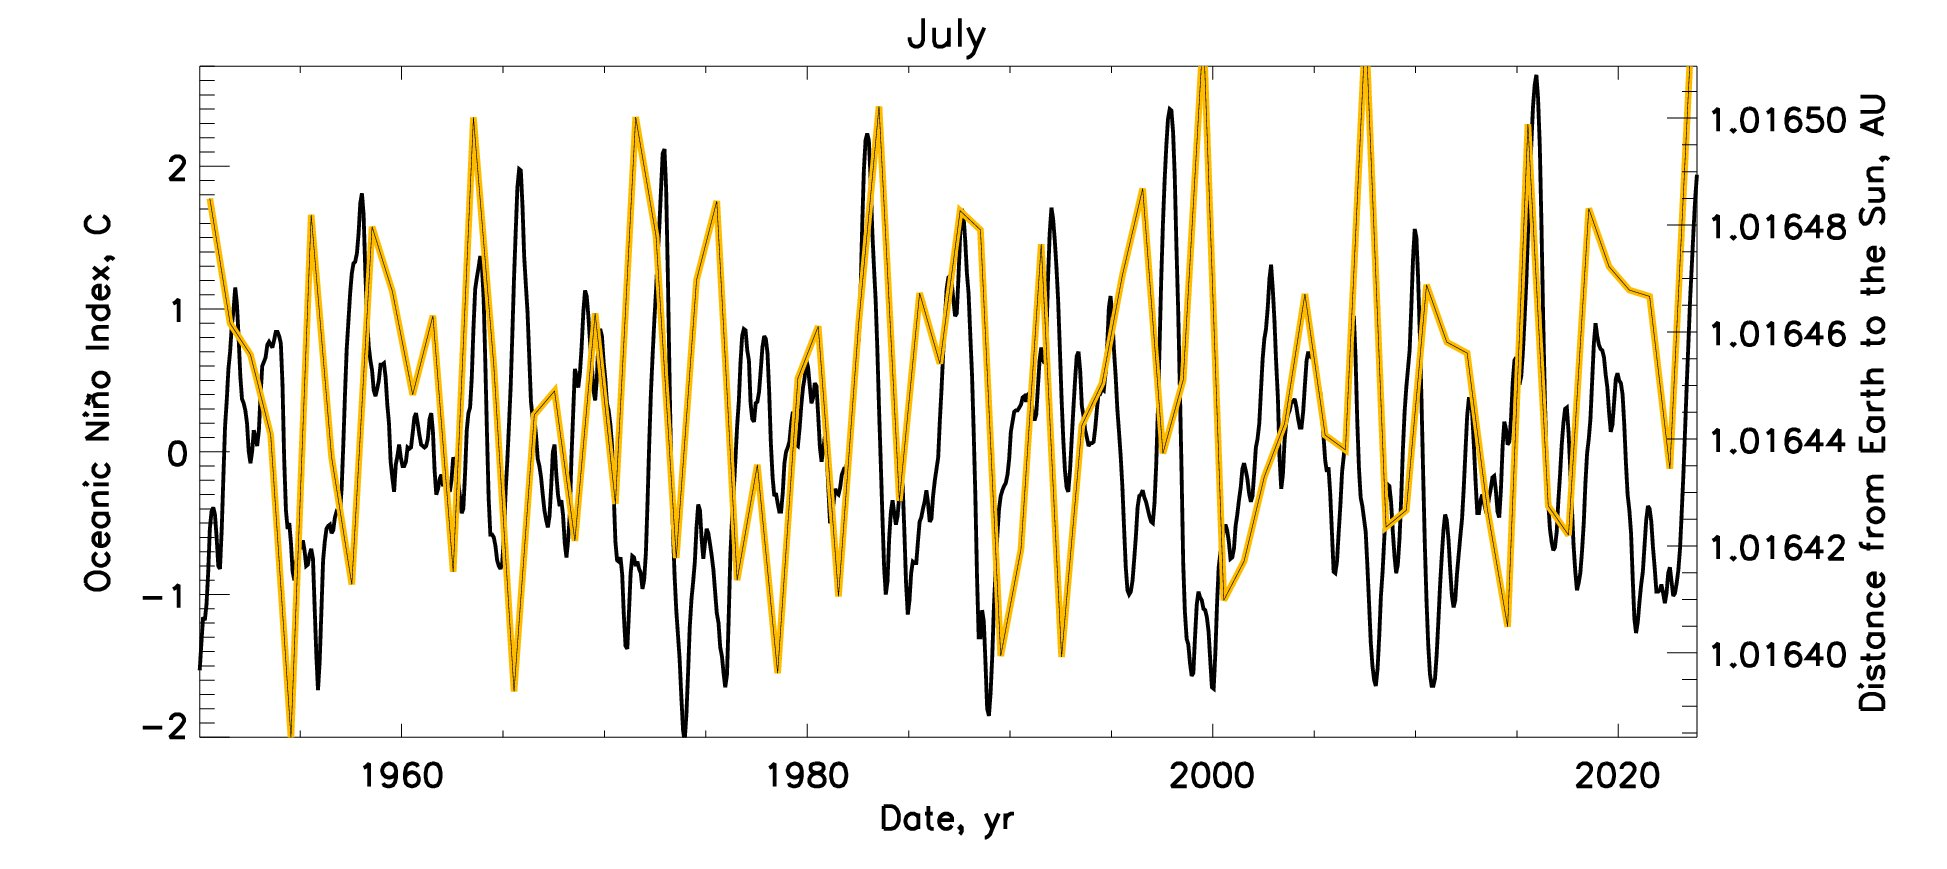 July
Oceanic Niño Index, C
2
1
0
−1
−2
1.01650
1.01648
1.01646
1.01644
1.01642
1.01640
Distance from Earth to the Sun, AU
1960 1980 2000 2020
Date, yr